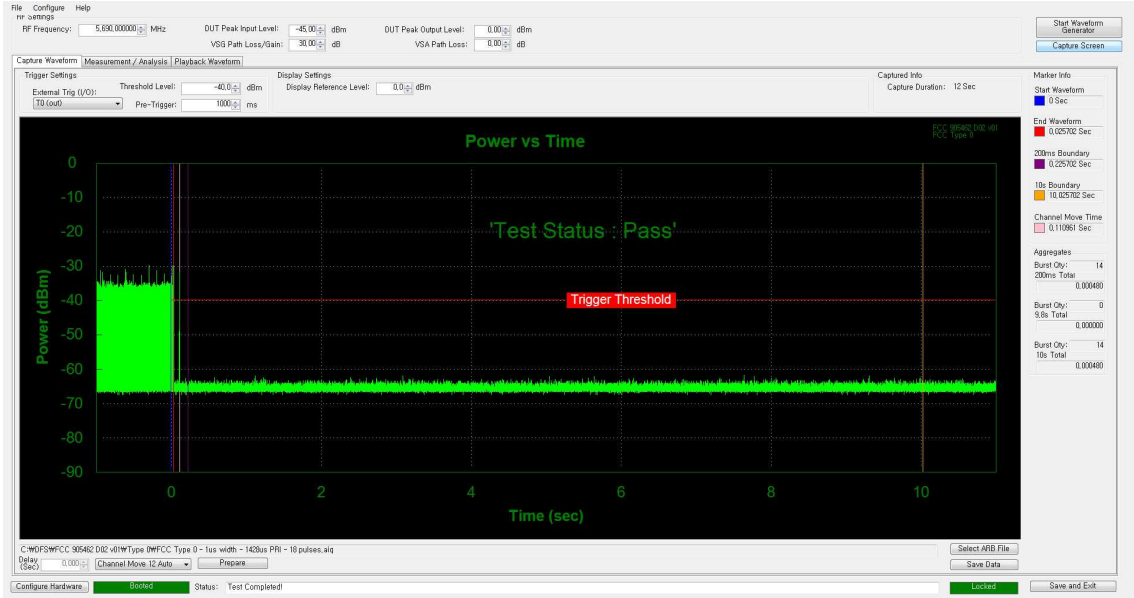 File Configure Help
RF Settings
RF Frequency: 5,690,000000 MHz
DUT Peak Input Level: -45,00 dBm
DUT Peak Output Level: 0,00 dBm
VSG Path Loss/Gain: 30,00 dB
VSA Path Loss: 0,00 dB
Start Waveform Generator
Capture Screen
Capture Waveform Measurement / Analysis Playback Waveform
Trigger Settings
External Trig (I/O):
T0 (out)
Threshold Level: -40,0 dBm
Pre-Trigger: 1000 ms
Display Settings
Display Reference Level: 0,0 dBm
Captured Info
Capture Duration: 12 Sec
Marker Info
Start Waveform
0 Sec
End Waveform
0,025702 Sec
200ms Boundary
0,225702 Sec
10s Boundary
10,025702 Sec
Channel Move Time
0,110961 Sec
Aggregates
Burst Qty: 14
200ms Total
0,000480
Burst Qty: 0
9,8s Total
0,000000
Burst Qty: 14
10s Total
0,000480
FCC 905462 D02 v01
FCC Type 0
Power vs Time
'Test Status : Pass'
Trigger Threshold
Power (dBm)
0
-10
-20
-30
-40
-50
-60
-70
-80
-90
0 2 4 6 8 10
Time (sec)
C:₩DFS₩FCC 905462 D02 v01₩Type 0₩FCC Type 0 - 1us width - 1428us PRI - 18 pulses,aiq
Select ARB File
Delay (Sec) 0,000 Channel Move 12 Auto Prepare
Save Data
Configure Hardware Booted Status: Test Completed! Locked Save and Exit